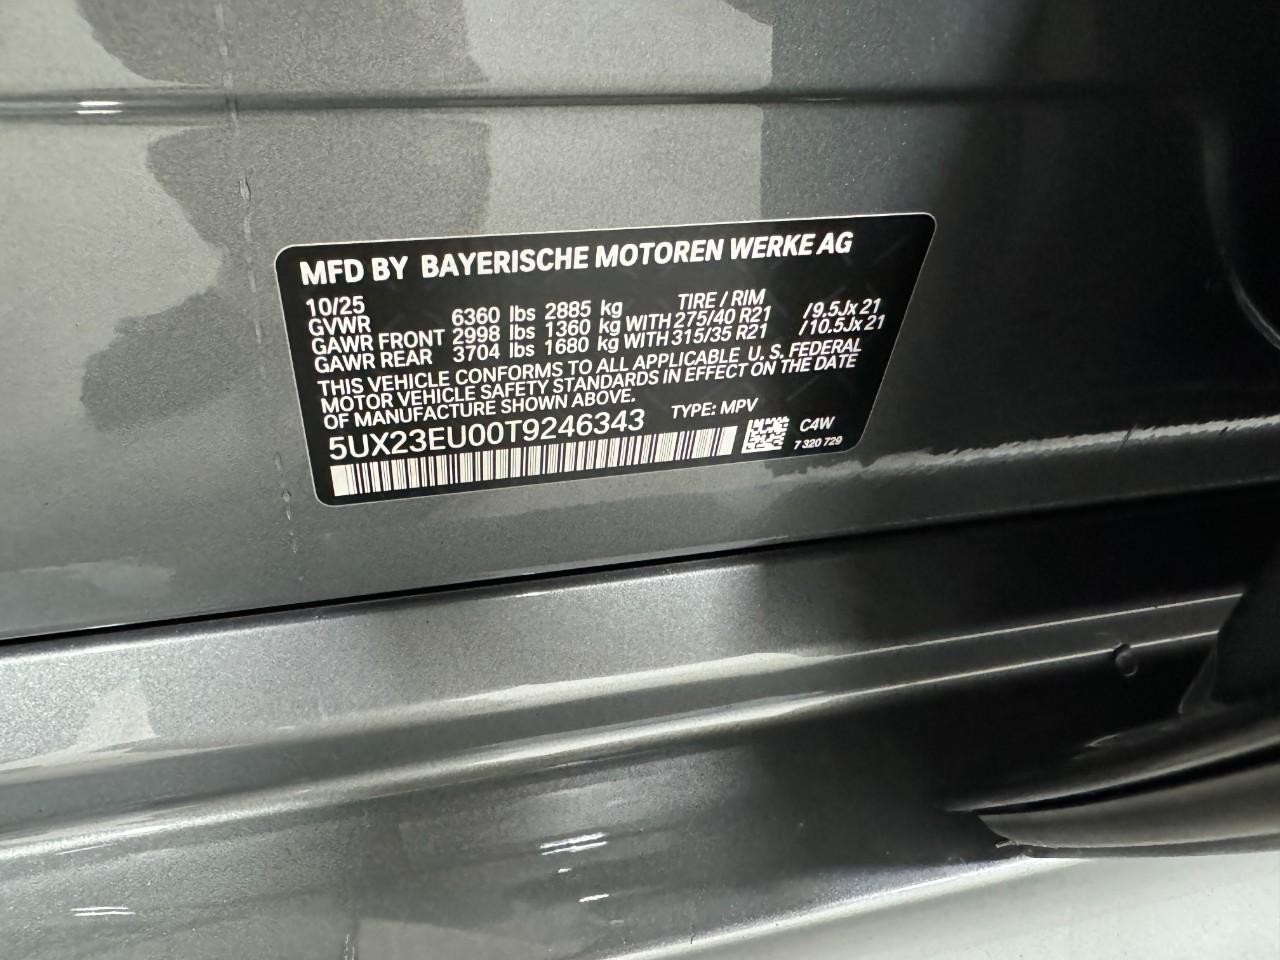 MFD BY BAYERISCHE MOTOREN WERKE AG
10/25 TIRE / RIM
GVWR 6360 lbs 2885 kg
GAWR FRONT 2998 lbs 1360 kg WITH 275/40 R21 /9.5Jx 21
GAWR REAR 3704 lbs 1680 kg WITH 315/35 R21 /10.5Jx 21
THIS VEHICLE CONFORMS TO ALL APPLICABLE U. S. FEDERAL
MOTOR VEHICLE SAFETY STANDARDS IN EFFECT ON THE DATE
OF MANUFACTURE SHOWN ABOVE.
5UX23EU00T9246343 TYPE: MPV
C4W
7 320 729